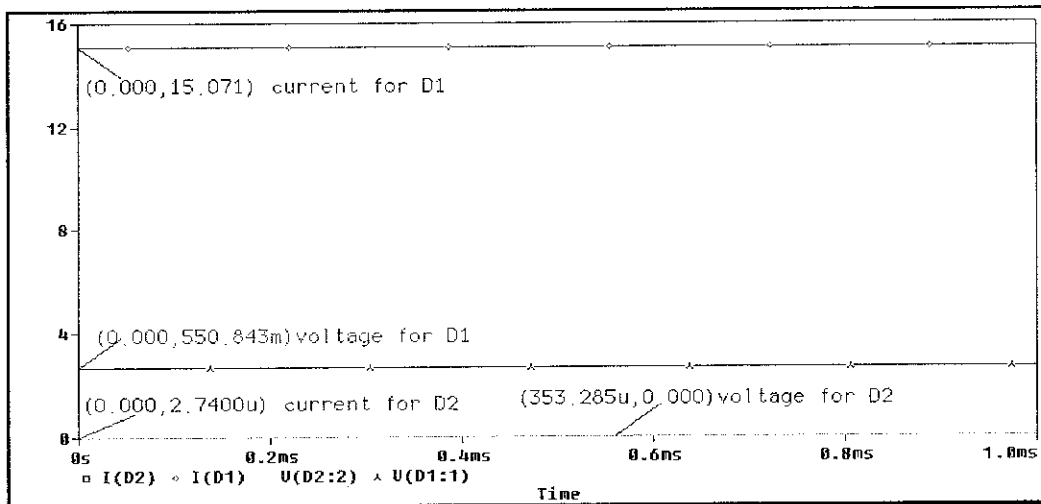 16
(0.000,15.071) current for D1
12
8
4
(0.000,550.843m)voltage for D1
(0.000,2.7400u) current for D2
(353.285u,0.000)voltage for D2
0
0s 0.2ms 0.4ms 0.6ms 0.8ms 1.0ms
I(D2) I(D1) U(D2:2) U(D1:1)
Time